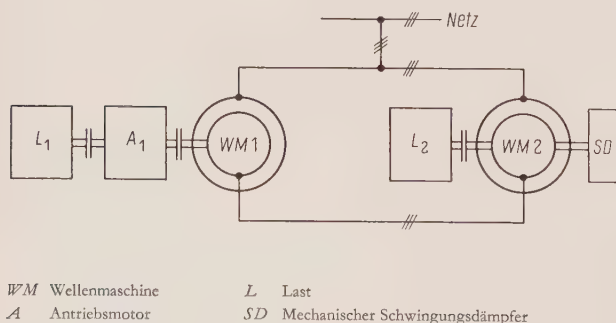 Netz
L1
A1
WM1
L2
WM2
SD
WM Wellenmaschine
L Last
A Antriebsmotor
SD Mechanischer Schwingungsdämpfer